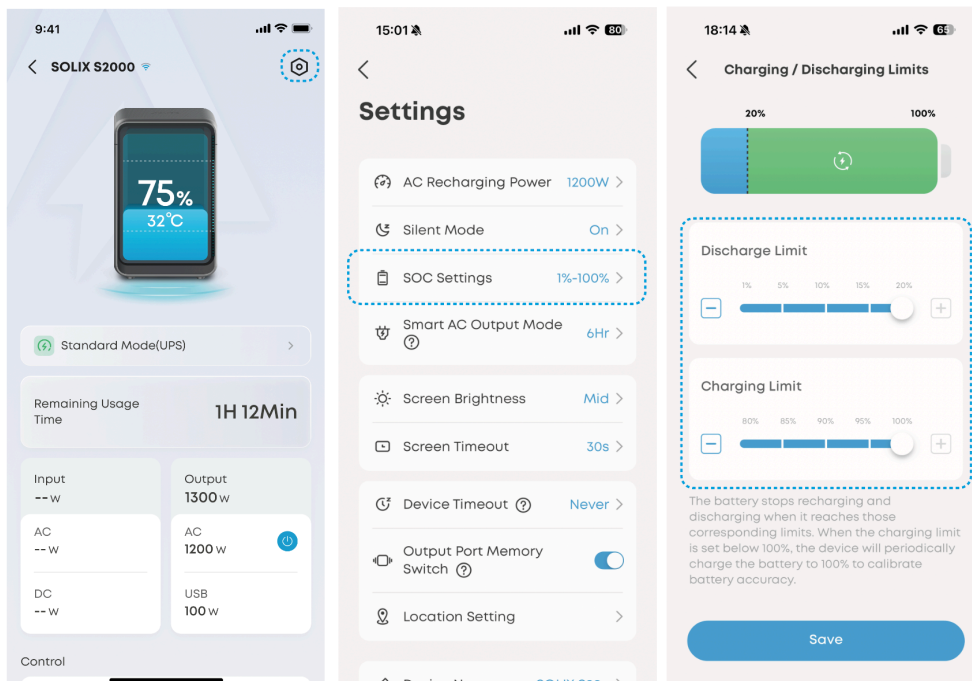 9:41
SOLIX S2000
75%
32°C
Standard Mode(UPS)
Remaining Usage
Time
1H 12Min
Input
-- W
Output
1300 W
AC
-- W
AC
1200 W
DC
-- W
USB
100 W
Control
15:01
80
Settings
AC Recharging Power 1200W
Silent Mode On
SOC Settings 1%-100%
Smart AC Output Mode
6Hr
Screen Brightness Mid
Screen Timeout 30s
Device Timeout Never
Output Port Memory
Switch
Location Setting
18:14
Charging / Discharging Limits
20% 100%
Discharge Limit
1% 5% 10% 15% 20%
Charging Limit
80% 85% 90% 95% 100%
The battery stops recharging and
discharging when it reaches those
corresponding limits. When the charging limit
is set below 100%, the device will periodically
charge the battery to 100% to calibrate
battery accuracy.
Save